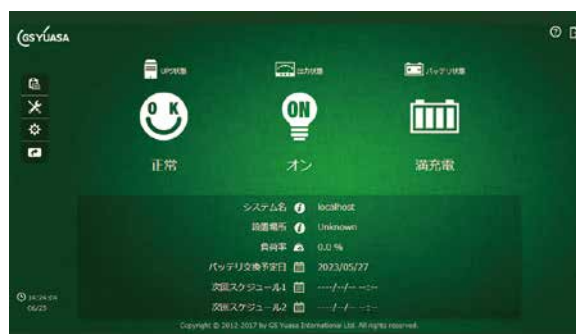 GS YUASA
UPS状態
出力状態
バッテリ状態
OK
ON
正常
オン
満充電
システム名 localhost
設置場所 Unknown
負荷率 0.0 %
バッテリ交換予定日 2023/05/27
次回スケジュール1 ----/--/-- --:--
次回スケジュール2 ----/--/-- --:--
06/25
Copyright © 2012-2017 by GS Yuasa International Ltd. All rights reserved.